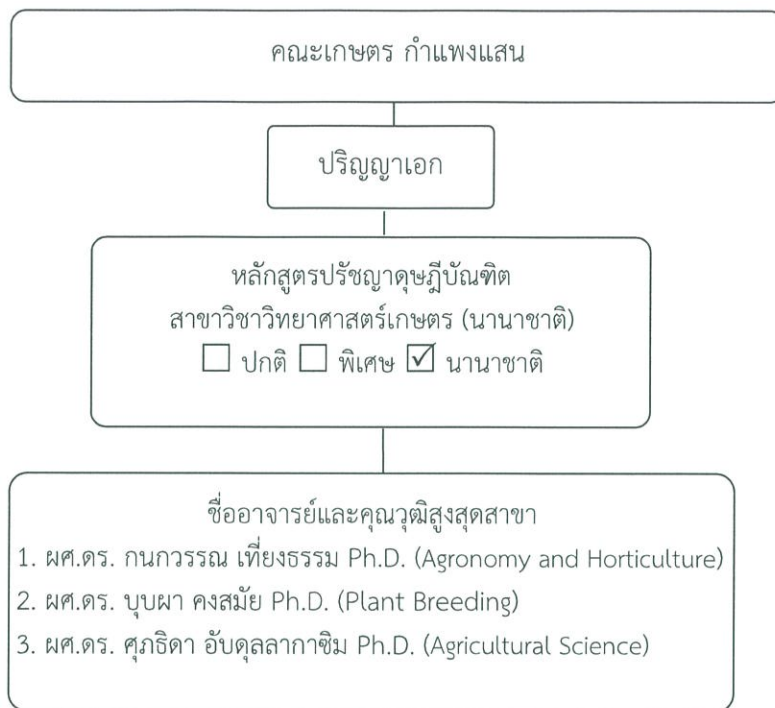 คณะเกษตร กำแพงแสน
ปริญญาเอก
หลักสูตรปรัชญาดุษฎีบัณฑิต
สาขาวิชาวิทยาศาสตร์เกษตร (นานาชาติ)
☐ ปกติ ☐ พิเศษ ☑ นานาชาติ
ชื่ออาจารย์และคุณวุฒิสูงสุดสาขา
1. ผศ.ดร. กนกวรรณ เที่ยงธรรม Ph.D. (Agronomy and Horticulture)
2. ผศ.ดร. บุบผา คงสมัย Ph.D. (Plant Breeding)
3. ผศ.ดร. ศุภธิดา อับดุลลากาซิม Ph.D. (Agricultural Science)